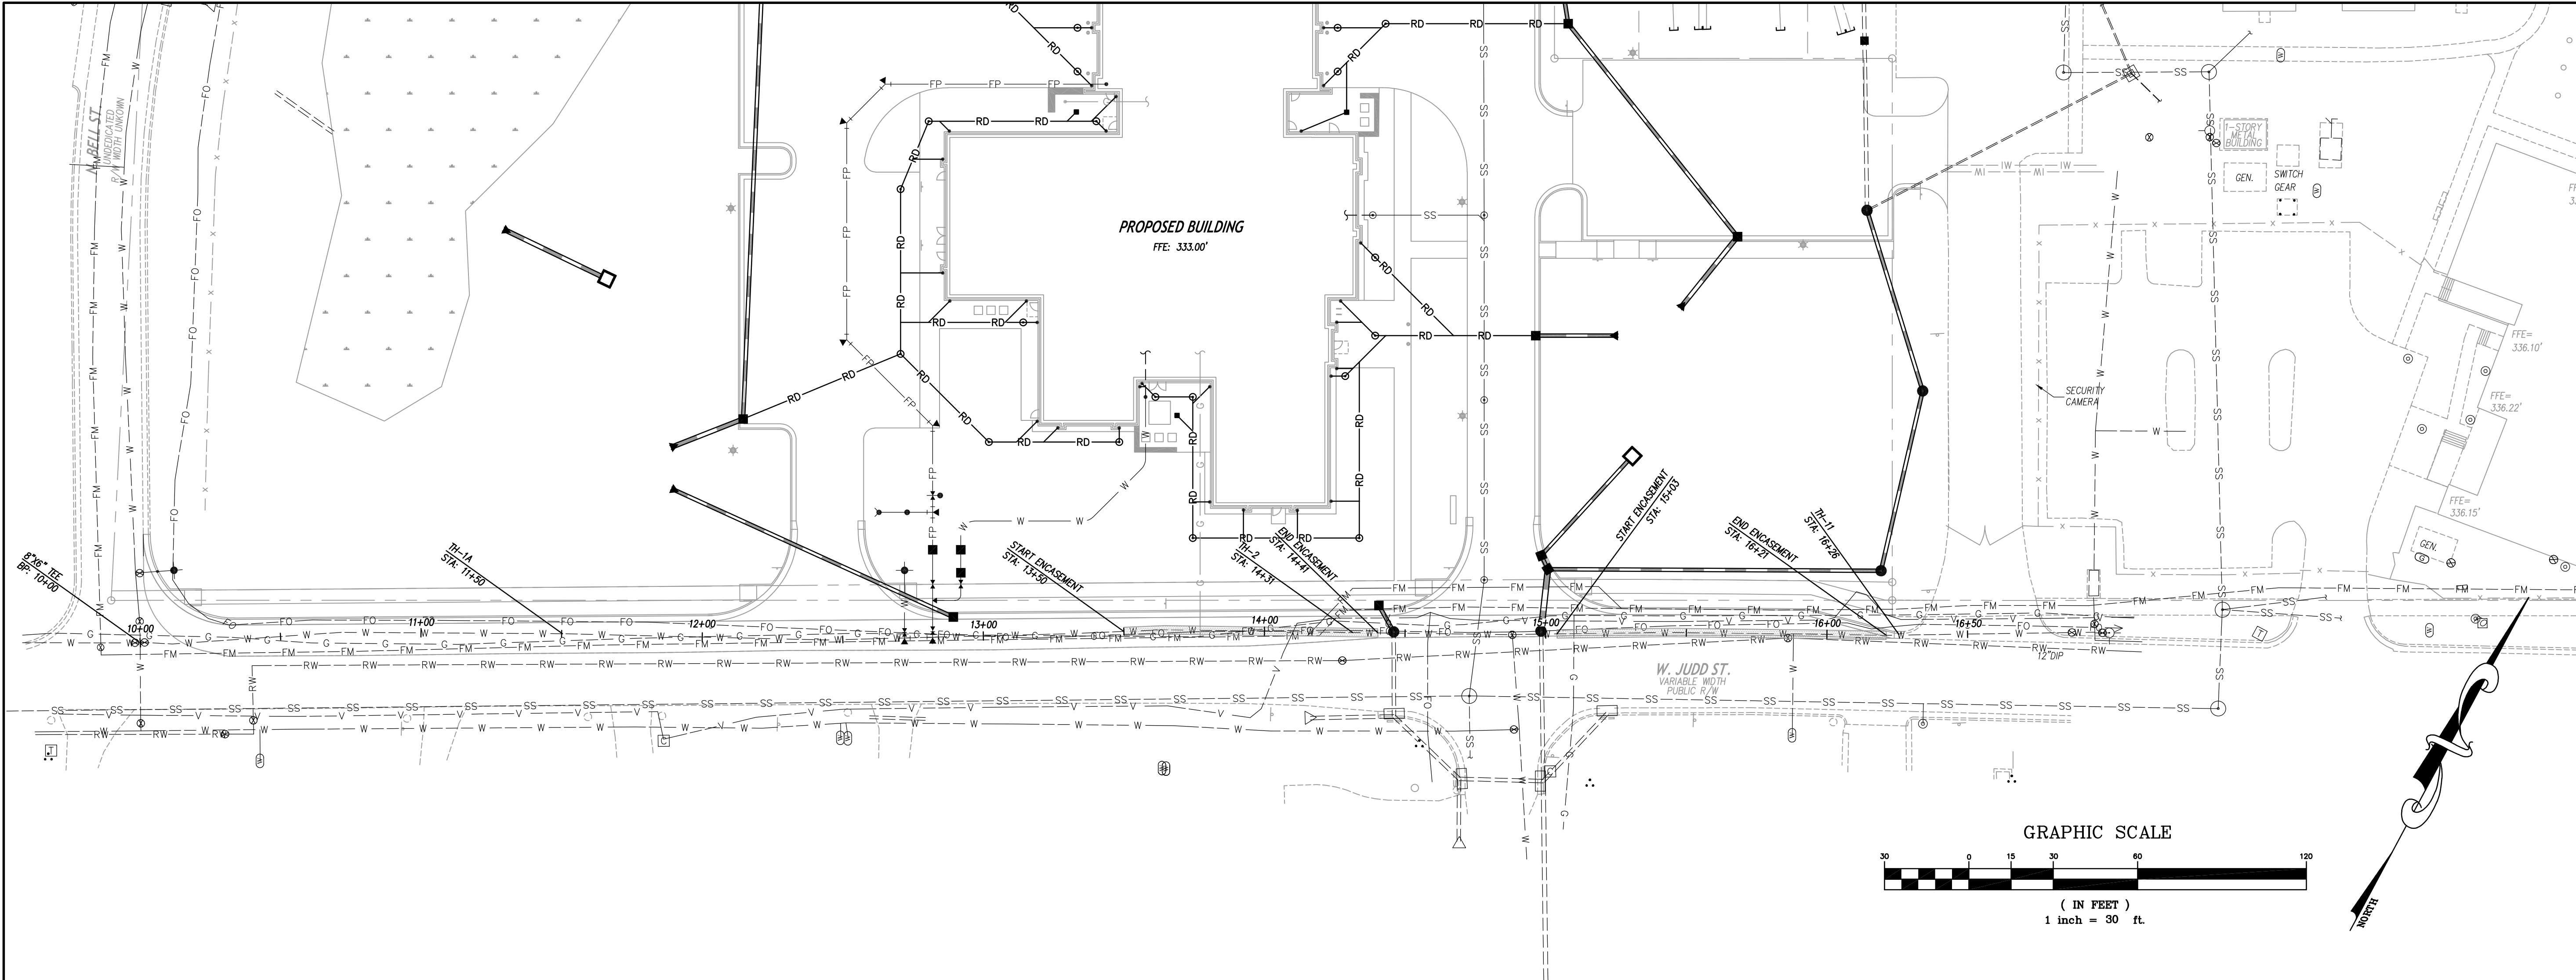 N. BELL ST.
UNDEDICATED
R/W WIDTH UNKOWN
PROPOSED BUILDING
FFE: 333.00'
1-STORY
METAL
BUILDING
GEN.
SWITCH
GEAR
SECURITY
CAMERA
FFE=
336.10'
FFE=
336.22'
FFE=
336.15'
GEN.
8"X6" TEE
BP: 10+00
TH-1A
STA: 11+50
START ENCASEMENT
STA: 13+50
TH-2
STA: 14+31
END ENCASEMENT
STA: 14+41
START ENCASEMENT
STA: 15+03
END ENCASEMENT
STA: 16+21
TH-11
STA: 16+26
10+00
11+00
12+00
13+00
14+00
15+00
16+00
16+50
12"DIP
W. JUDD ST.
VARIABLE WIDTH
PUBLIC R/W
GRAPHIC SCALE
30 0 15 30 60 120
( IN FEET )
1 inch = 30 ft.
NORTH